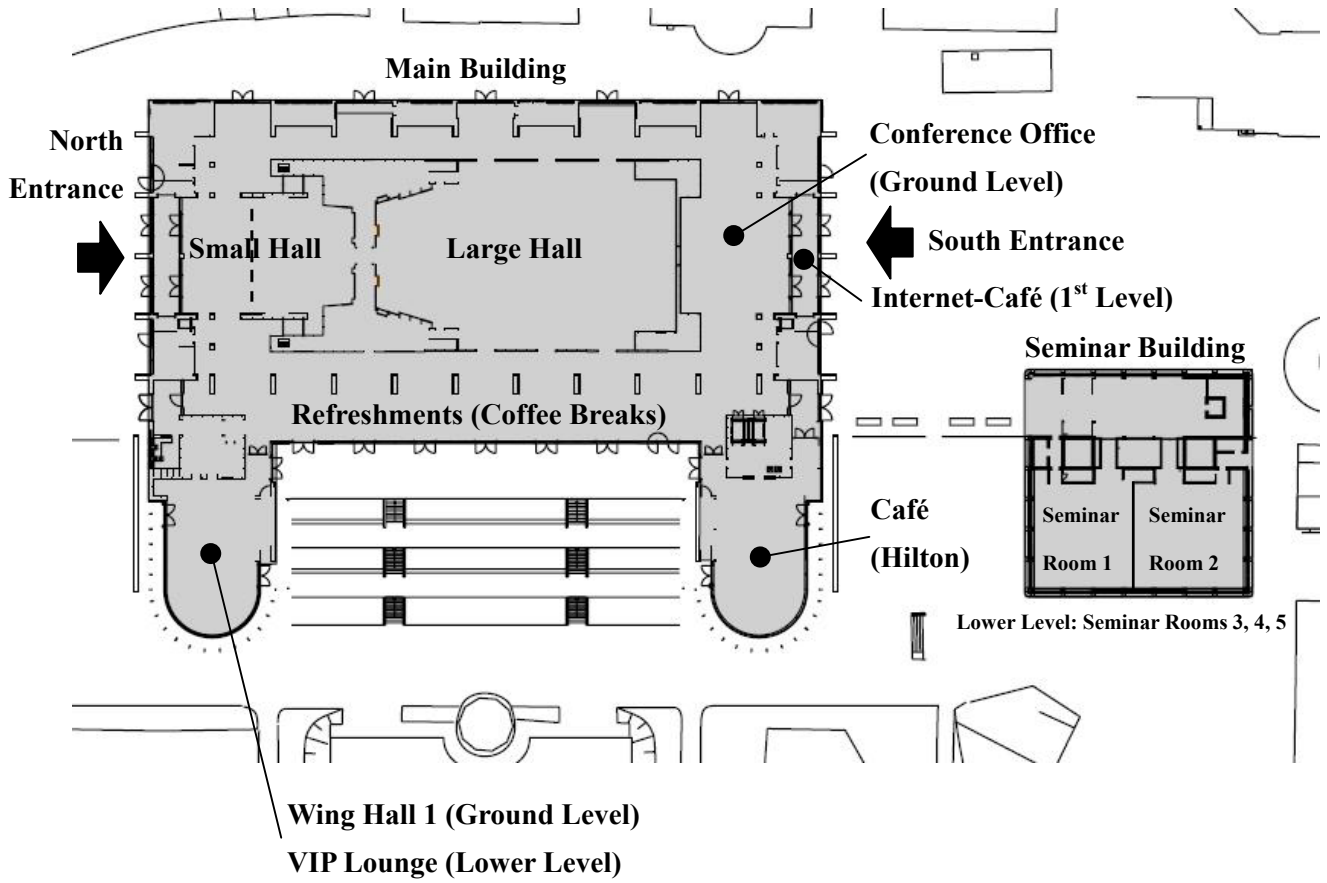 Main Building
North
Entrance
Conference Office
(Ground Level)
Small Hall
Large Hall
South Entrance
Internet-Café (1st Level)
Seminar Building
Refreshments (Coffee Breaks)
Café
(Hilton)
Seminar
Room 1
Seminar
Room 2
Lower Level: Seminar Rooms 3, 4, 5
Wing Hall 1 (Ground Level)
VIP Lounge (Lower Level)